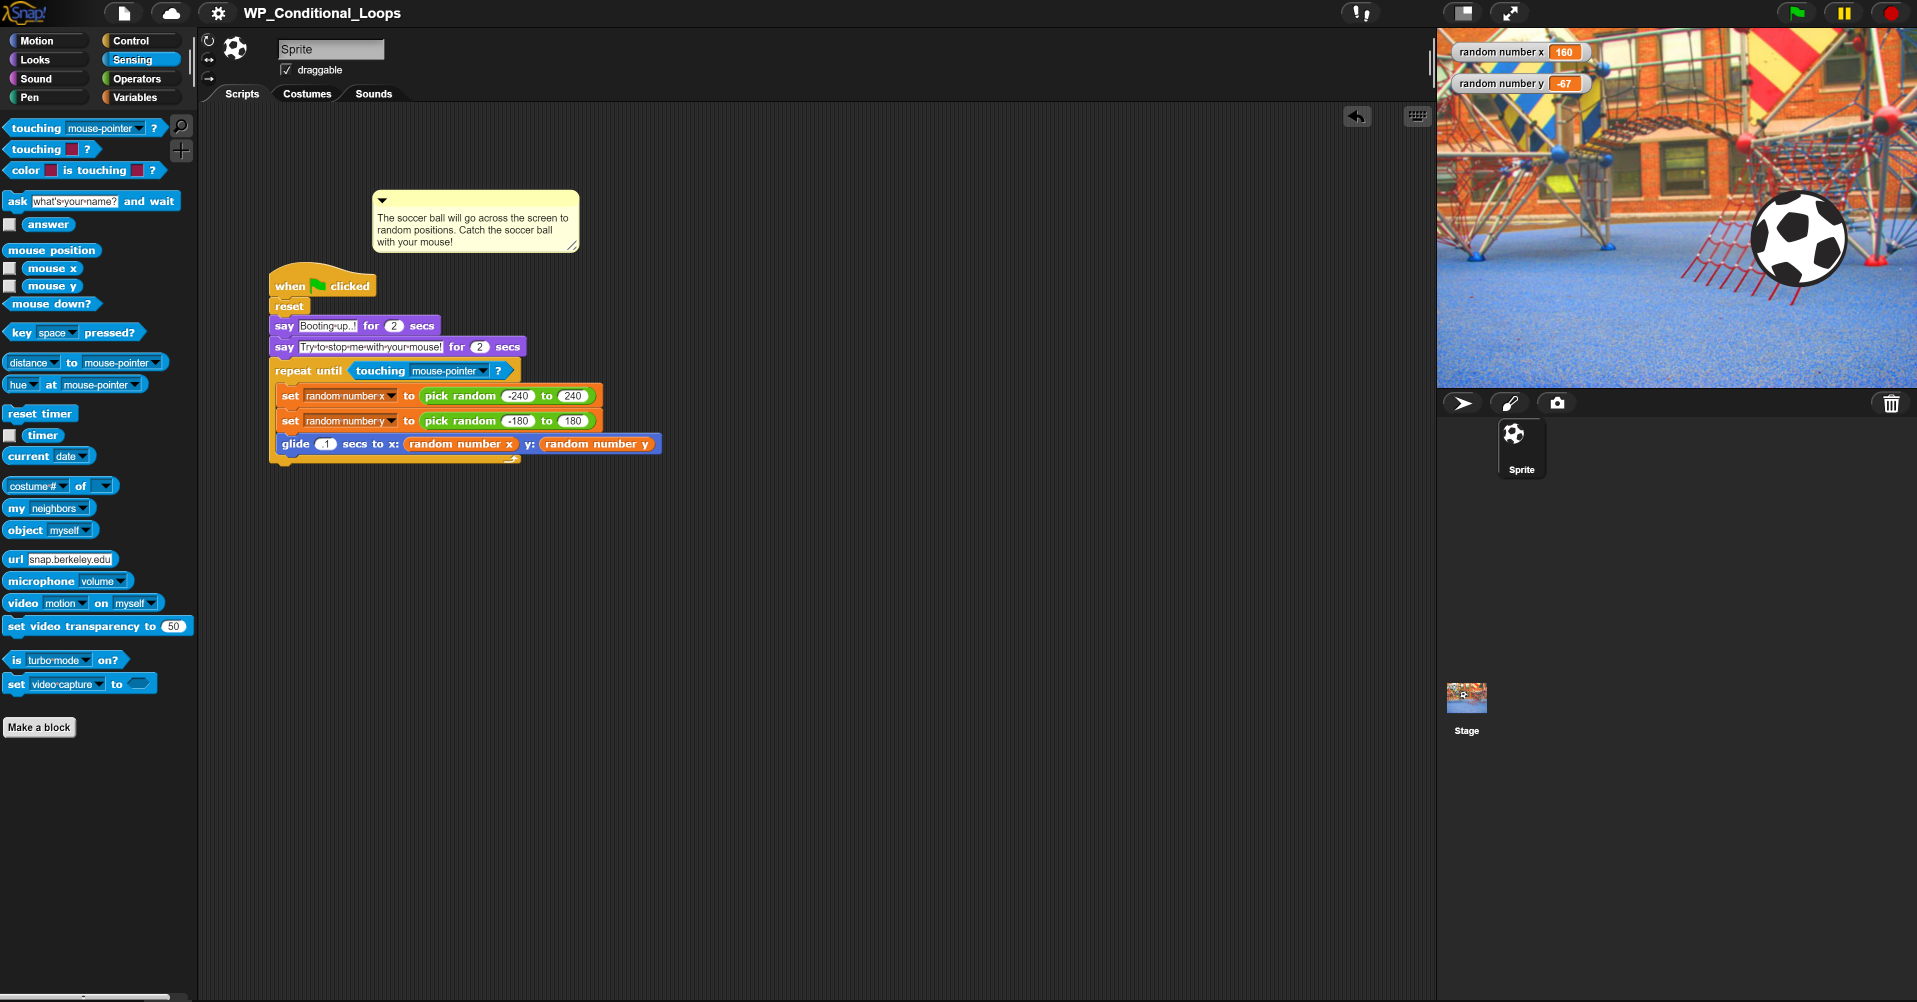 Snap!
WP_Conditional_Loops
Motion
Control
Looks
Sensing
Sound
Operators
Pen
Variables
touching mouse-pointer ?
touching ?
color is touching ?
ask what's your name? and wait
answer
mouse position
mouse x
mouse y
mouse down?
key space pressed?
distance to mouse-pointer
hue at mouse-pointer
reset timer
timer
current date
costume # of
my neighbors
object myself
url snap.berkeley.edu
microphone volume
video motion on myself
set video transparency to 50
is turbo mode on?
set video capture to
Make a block
Sprite
draggable
Scripts
Costumes
Sounds
The soccer ball will go across the screen to
random positions. Catch the soccer ball
with your mouse!
when clicked
reset
say Booting up..! for 2 secs
say Try to stop me with your mouse! for 2 secs
repeat until touching mouse-pointer ?
set random number x to pick random -240 to 240
set random number y to pick random -180 to 180
glide .1 secs to x: random number x y: random number y
random number x 160
random number y -67
Sprite
Stage